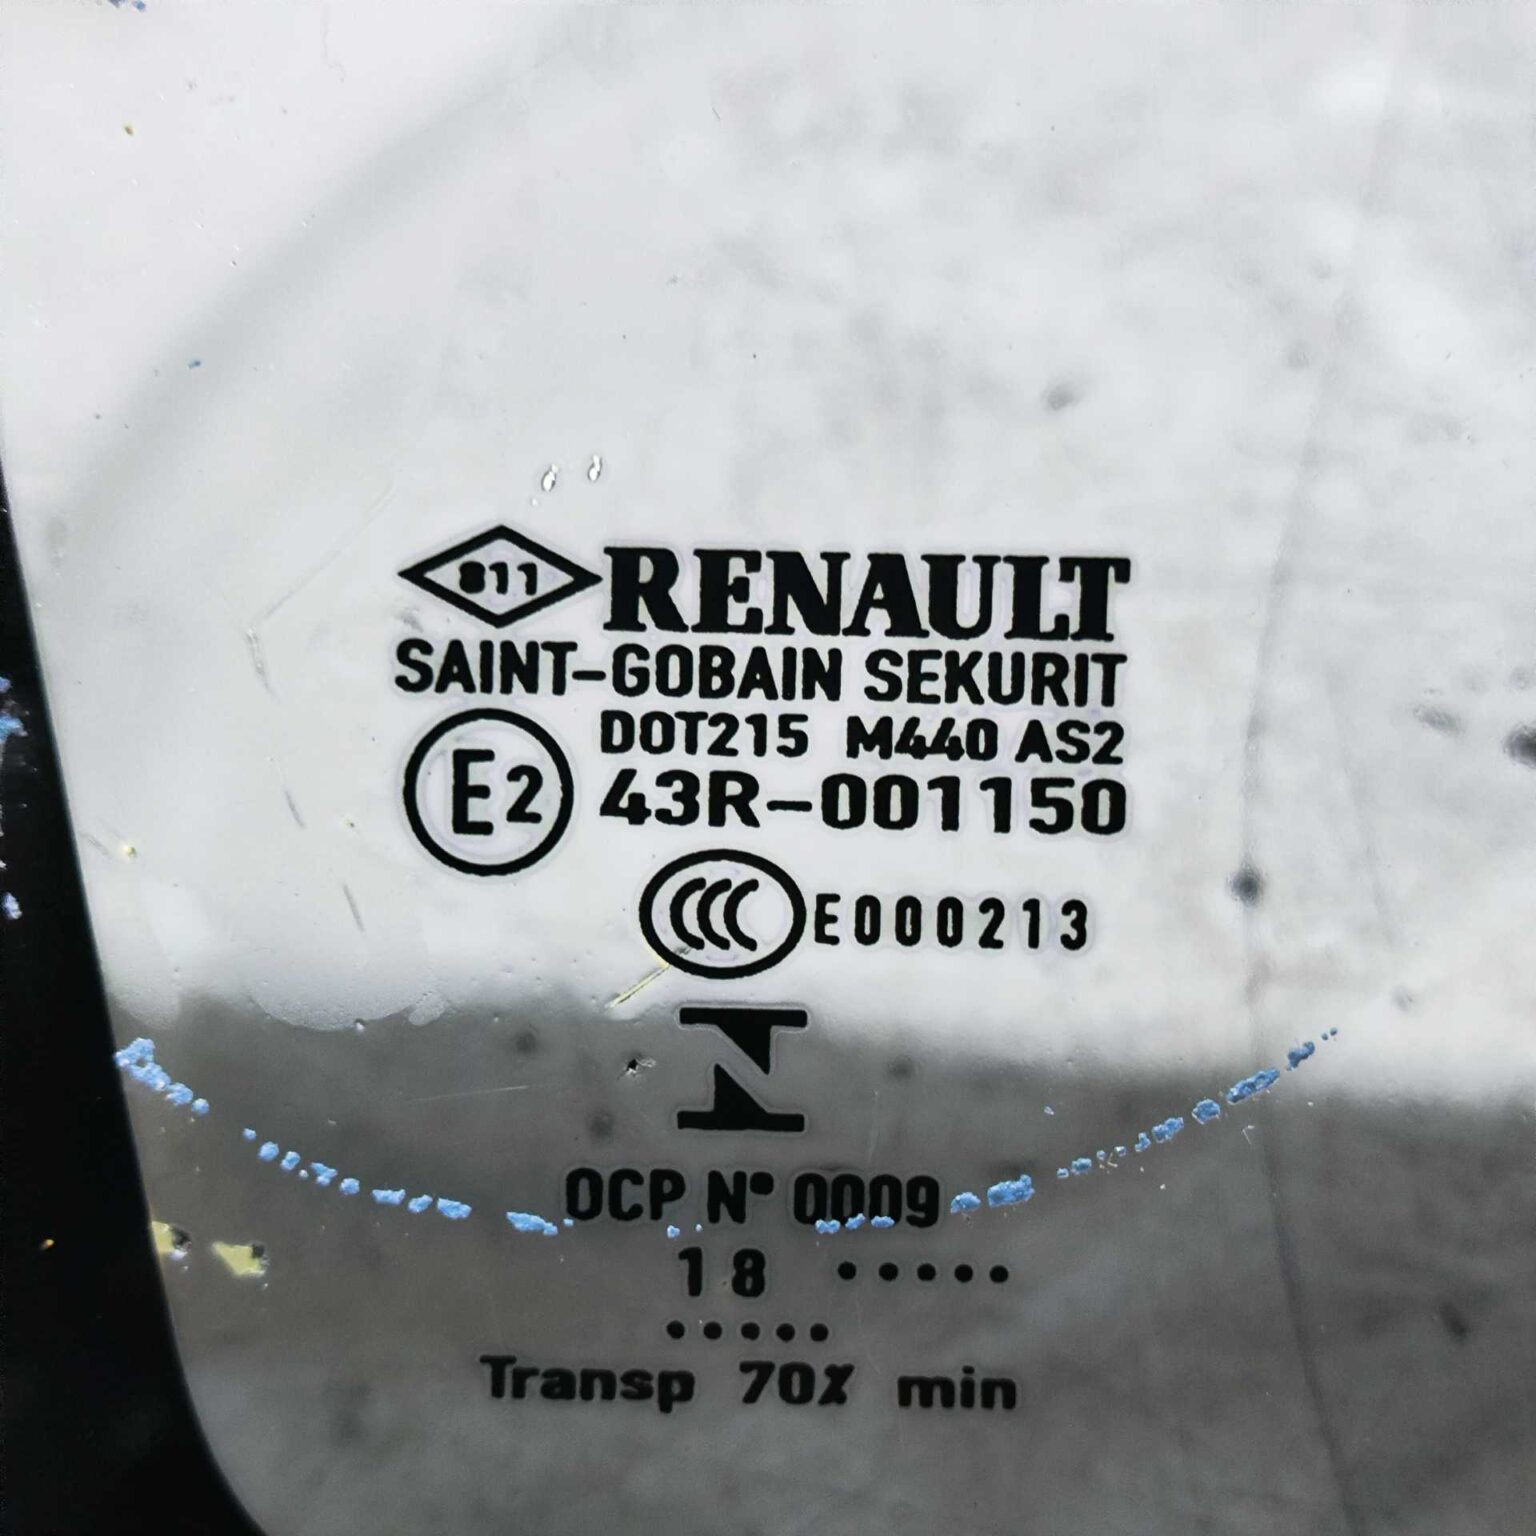 811 RENAULT
SAINT-GOBAIN SEKURIT
DOT215 M440 AS2
E2 43R-001150
CCC E000213
N
OCP N° 0009
18 •••••
•••••
Transp 70% min